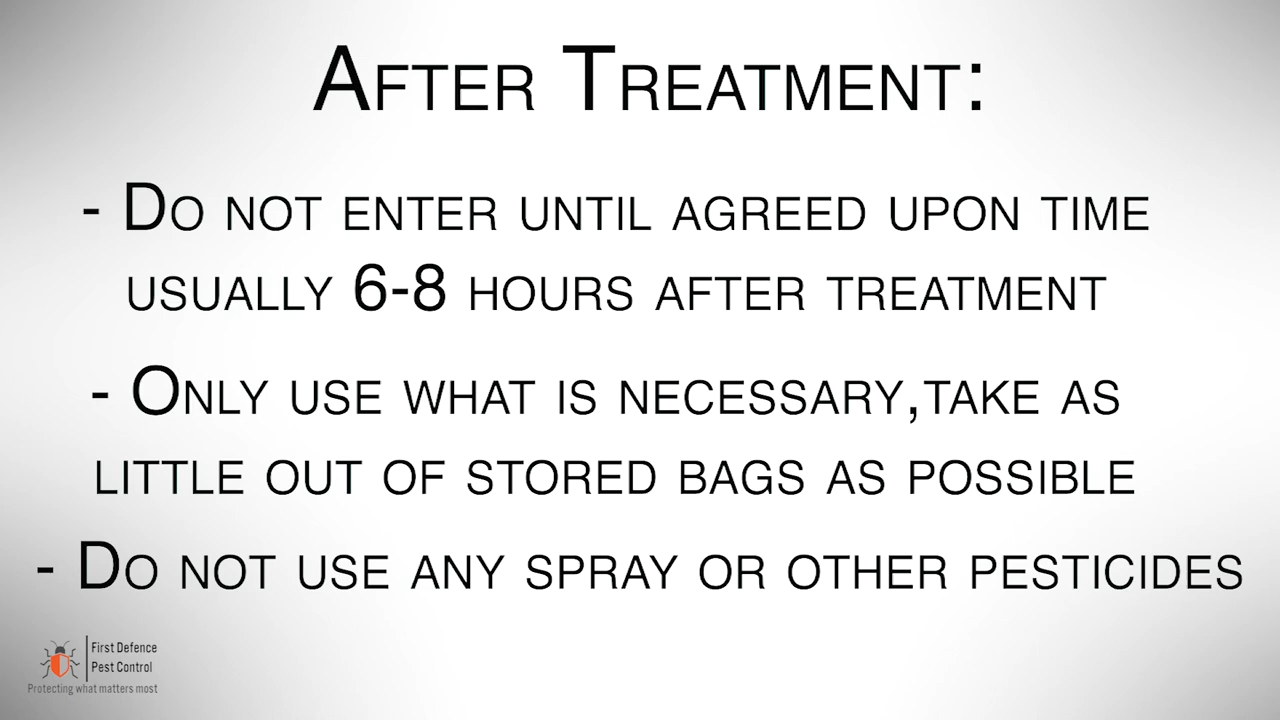 After Treatment:
- Do not enter until agreed upon time
usually 6-8 hours after treatment
- Only use what is necessary,take as
little out of stored bags as possible
- Do not use any spray or other pesticides
First Defence
Pest Control
Protecting what matters most